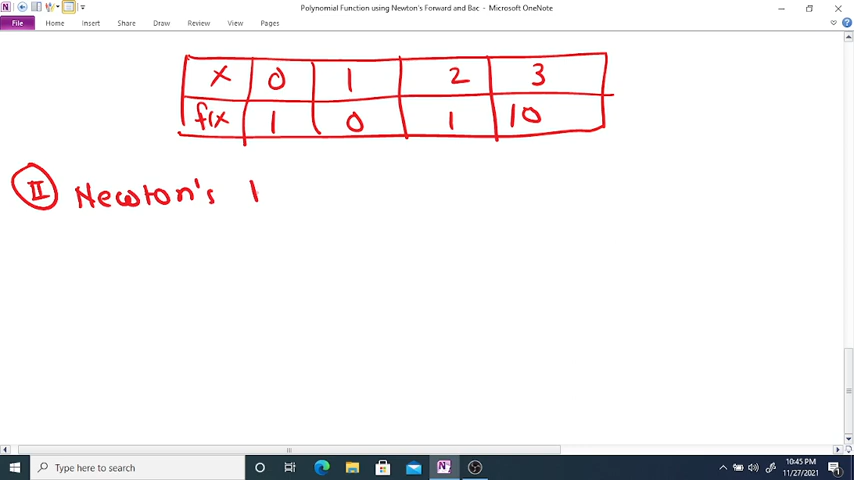 Polynomial Function using Newton's Forward and Bac - Microsoft OneNote
File Home Insert Share Draw Review View Pages
x 0 1 2 3
f(x 1 0 1 10
II Newton's
Type here to search
10:45 PM
11/27/2021